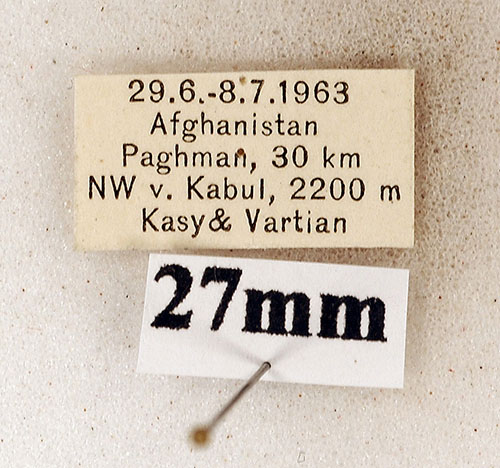 29.6.-8.7.1963
Afghanistan
Paghman, 30 km
NW v. Kabul, 2200 m
Kasy & Vartian
27mm